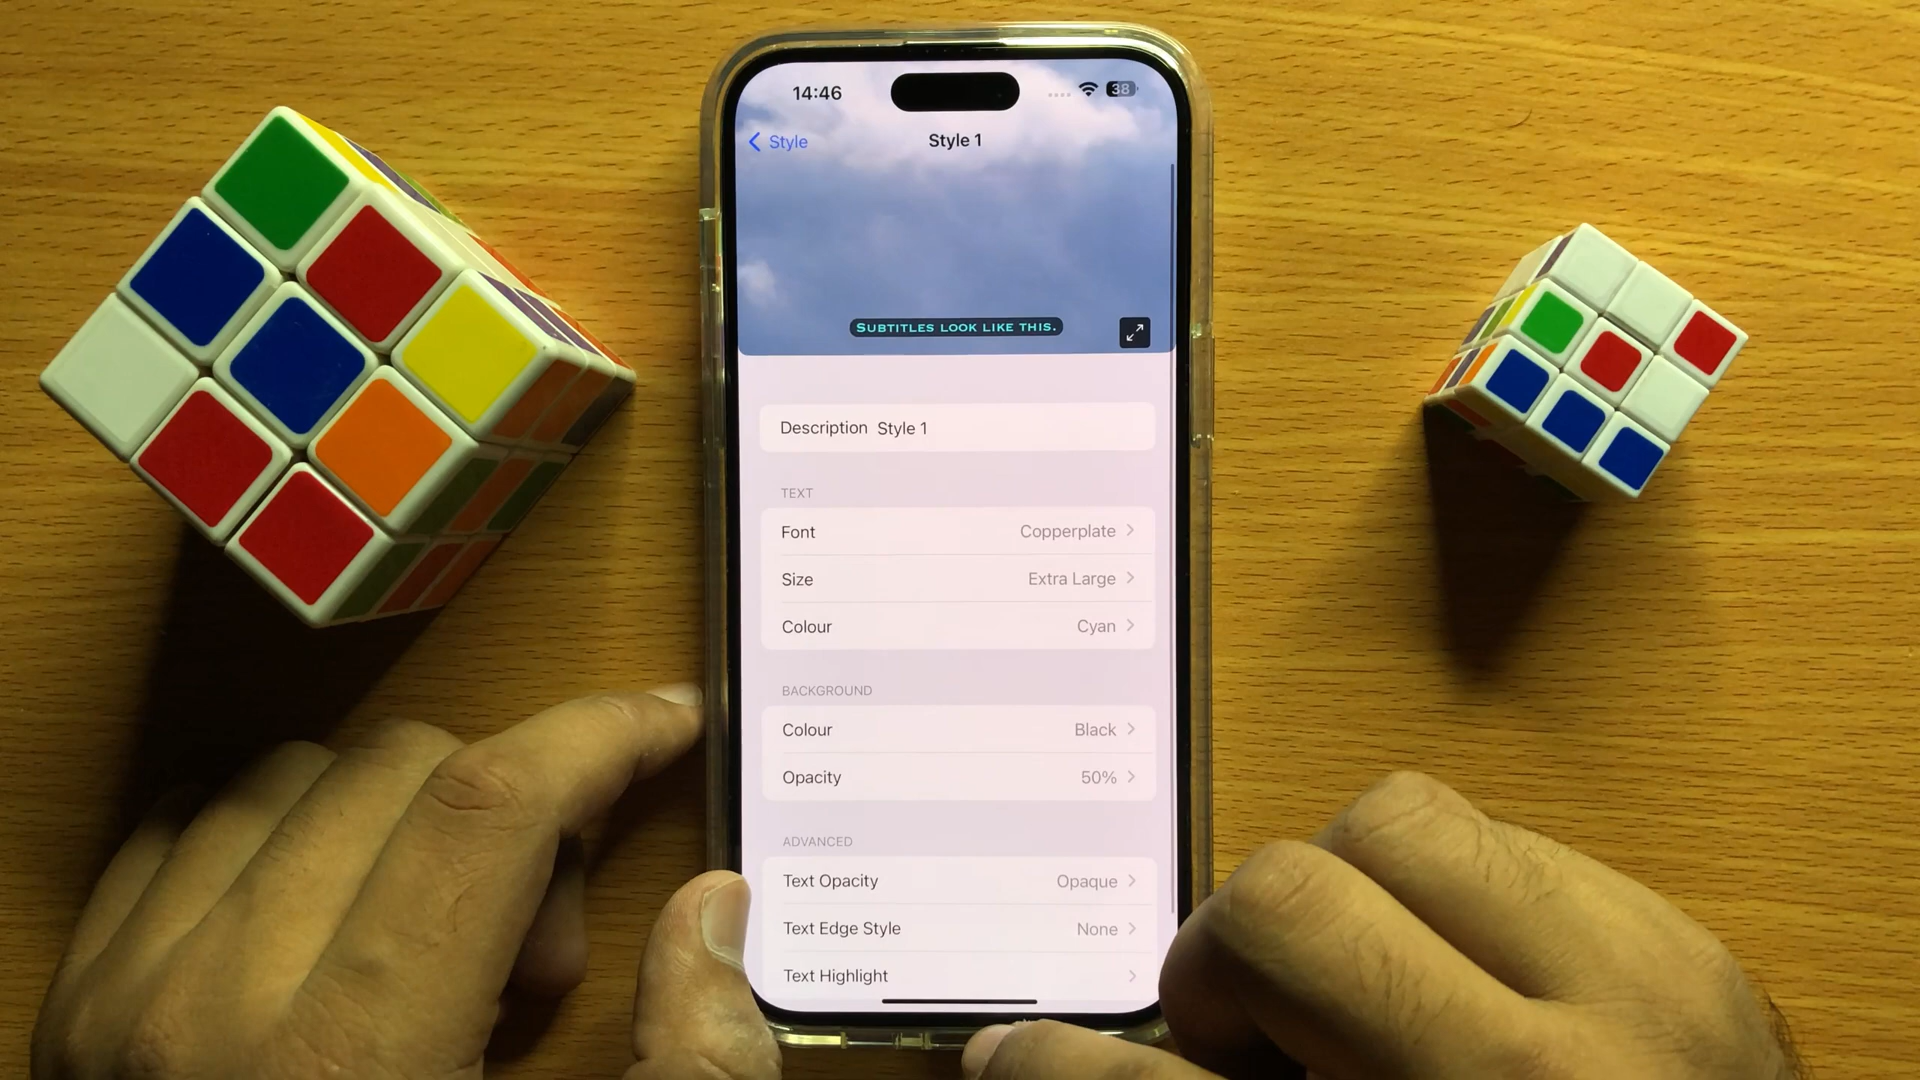 14:46
38
Style
Style 1
SUBTITLES LOOK LIKE THIS.
Description Style 1
TEXT
Font Copperplate
Size Extra Large
Colour Cyan
BACKGROUND
Colour Black
Opacity 50%
ADVANCED
Text Opacity Opaque
Text Edge Style None
Text Highlight